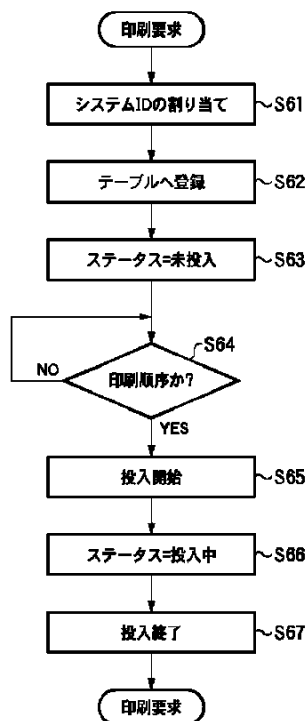 印刷要求
システムIDの割り当て
S61
テーブルへ登録
S62
ステータス=未投入
S63
S64
印刷順序か?
NO
YES
投入開始
S65
ステータス=投入中
S66
投入終了
S67
印刷要求